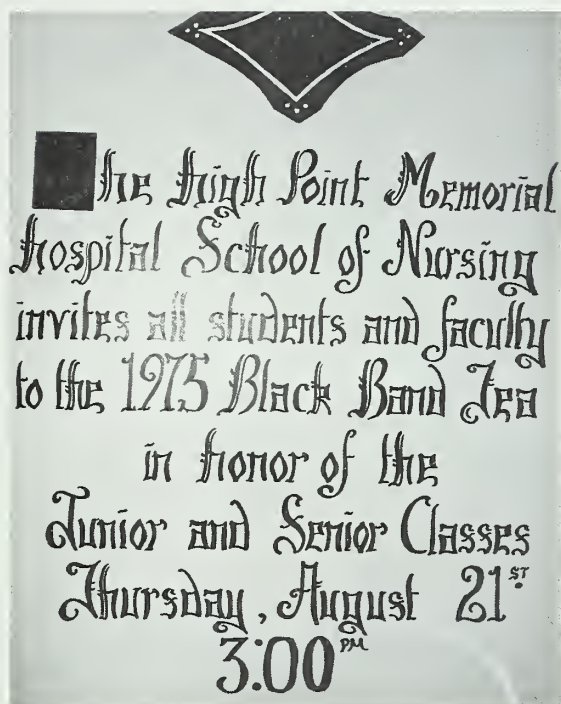 he High Point Memorial
Hospital School of Nursing
invites all students and faculty
to the 1975 Black Band Tea
in honor of the
Junior and Senior Classes
Thursday, August 21ST.
3:00 PM